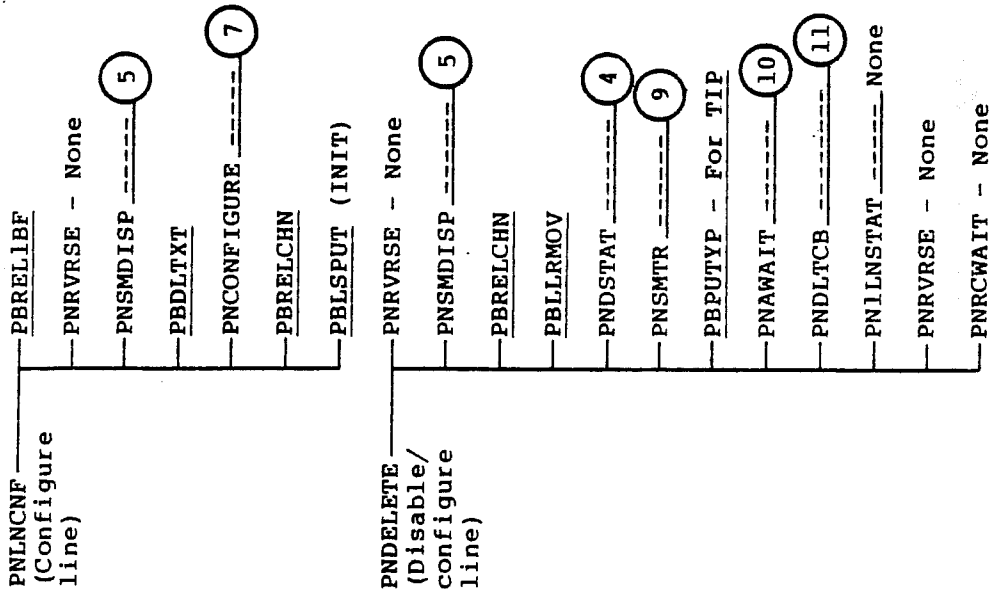 PNLNCNF PBREL1BF
(Configure
line)
PNRVRSE - None
PNSMDISP ----- 5
PBDLTXT
PNCONFIGURE ----- 7
PBRELCHN
PBLSPUT (INIT)
PNDELETE PNRVRSE - None
(Disable/
configure
line)
PNSMDISP ----- 5
PBRELCHN
PBLLRMOV
PNDSTAT ----- 4
PNSMTR ----- 9
PBPUTYP - For TIP
PNAWAIT ----- 10
PNDLTCB ----- 11
PN1LNSTAT ----- None
PNRVRSE - None
PNRCWAIT - None